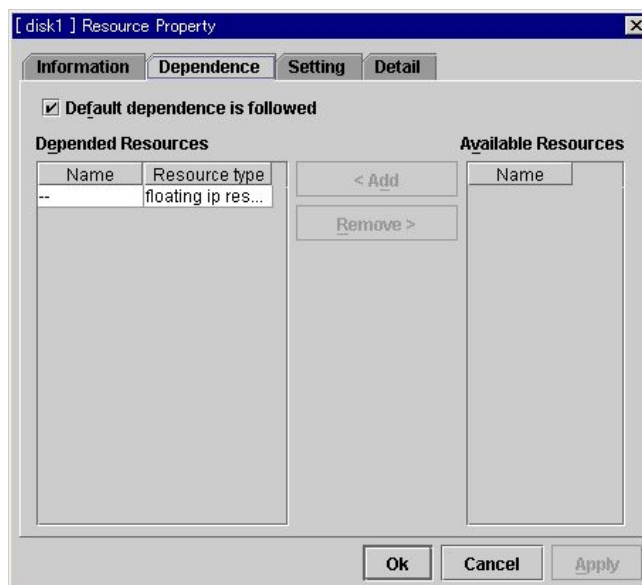 [ disk1 ] Resource Property
Information Dependence Setting Detail
Default dependence is followed
Depended Resources Available Resources
Name Resource type < Add Name
-- floating ip res...
Remove >
Ok Cancel Apply